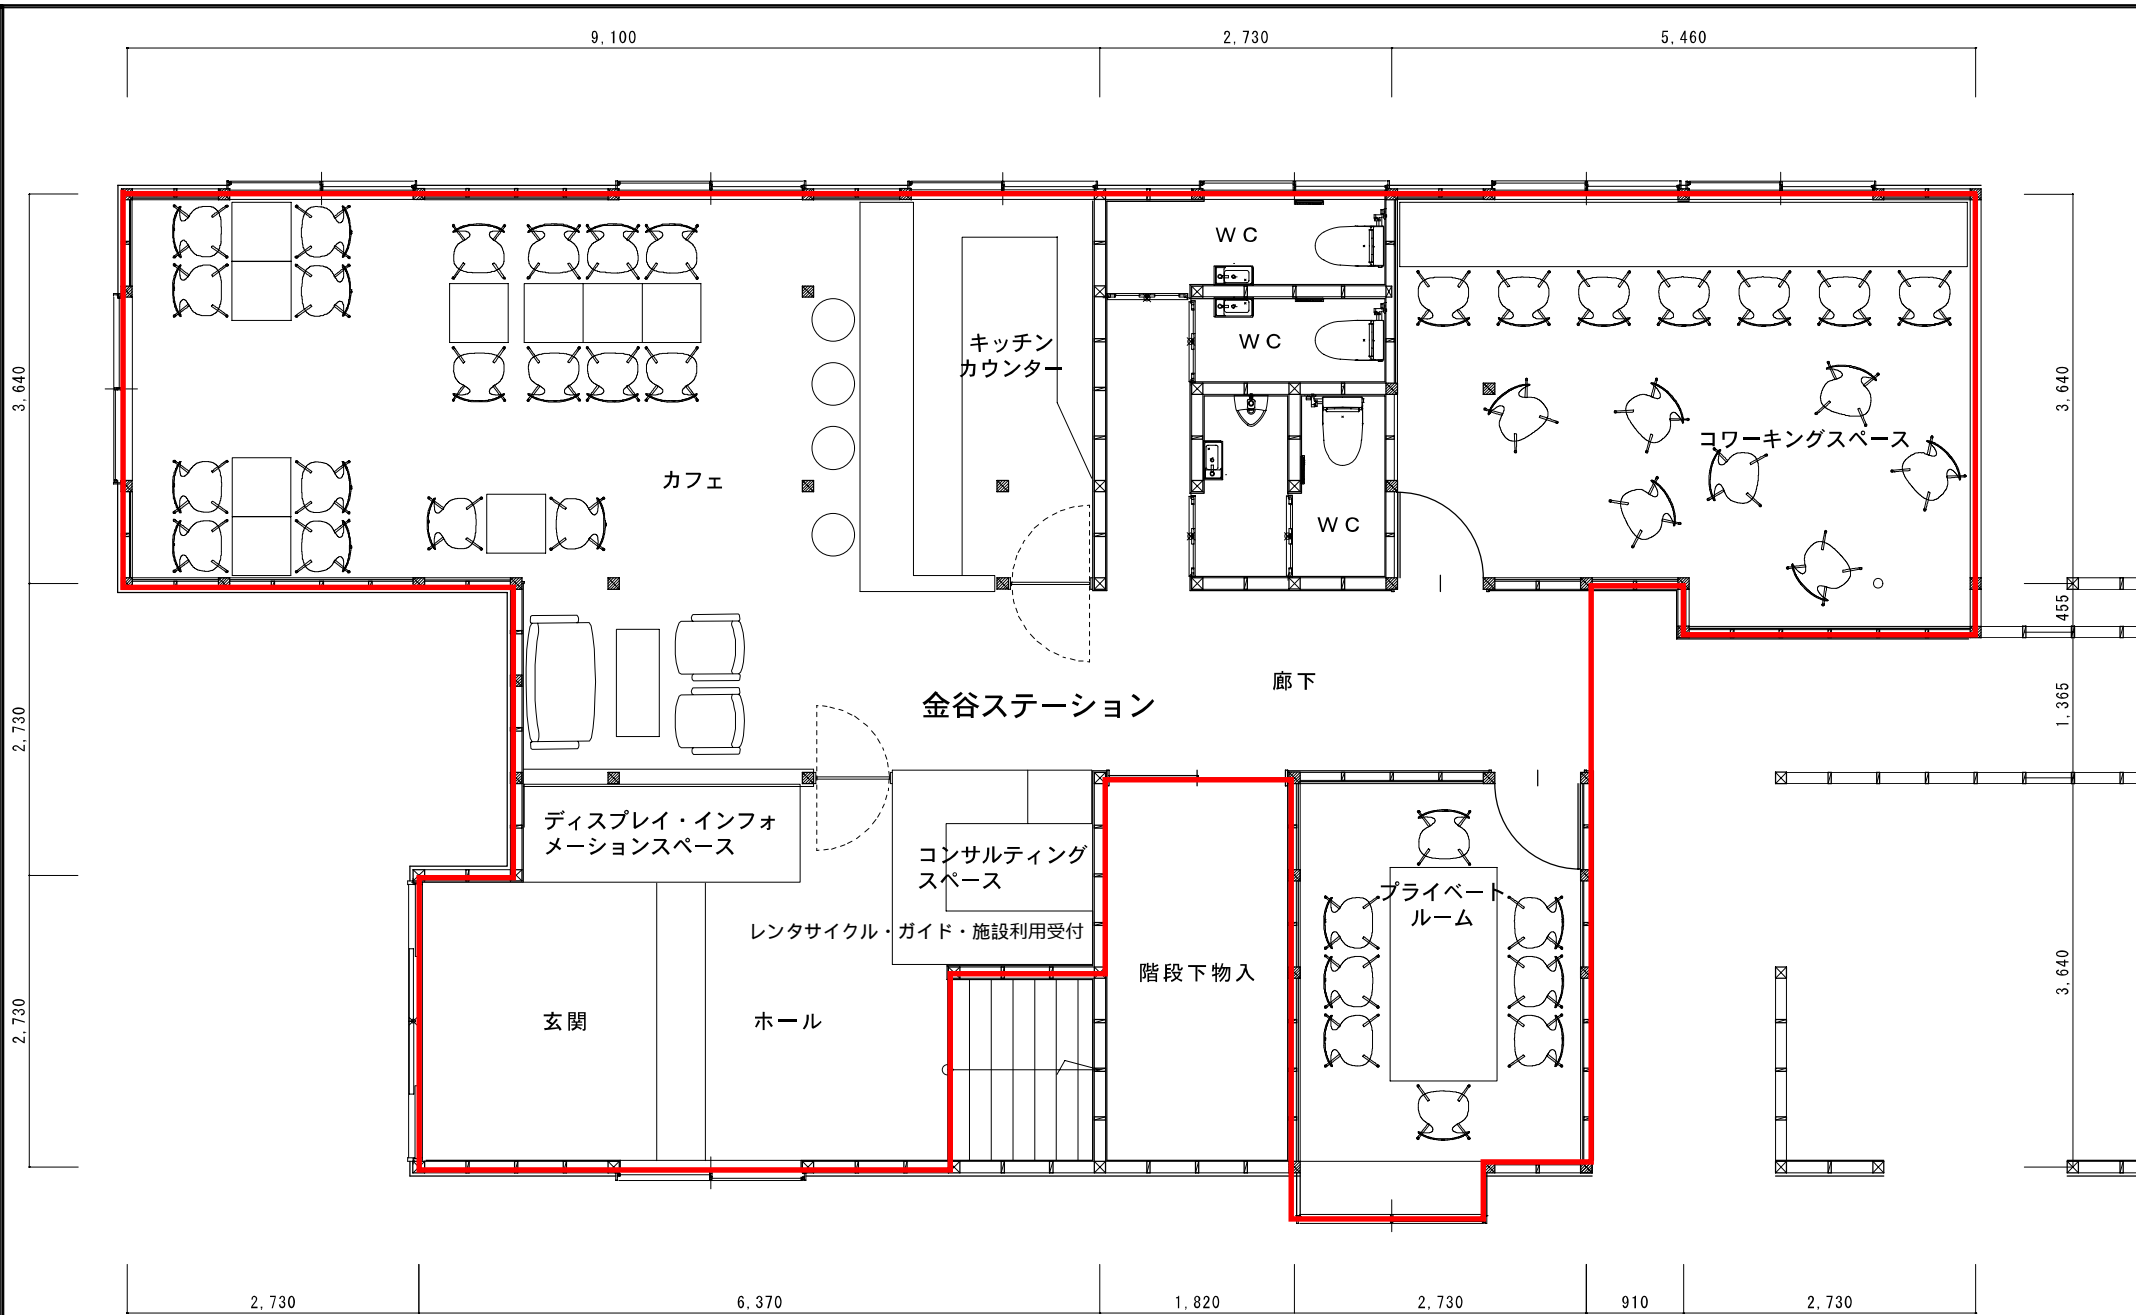 9,100
2,730
5,460
WC
キッチン
カウンター
WC
3,640
3,640
コワーキングスペース
カフェ
WC
455
金谷ステーション
廊下
2,730
1,365
ディスプレイ・インフォ
メーションスペース
コンサルティング
スペース
プライベート
ルーム
レンタサイクル・ガイド・施設利用受付
階段下物入
3,640
玄関
ホール
2,730
2,730
6,370
1,820
2,730
910
2,730